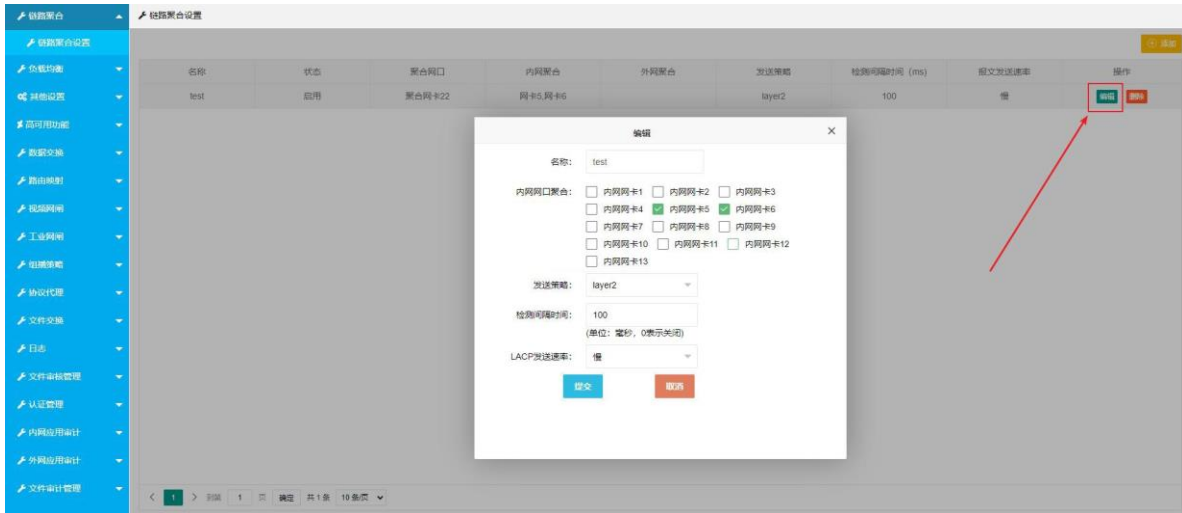 链路聚合
链路聚合设置
链路聚合设置
负载均衡
其他设置
高可用功能
数据交换
路由映射
视频网闸
工业网闸
组播策略
协议代理
文件交换
日志
文件审核管理
认证管理
内网应用审计
外网应用审计
文件审计管理
添加
名称 状态 聚合网口 内网聚合 外网聚合 发送策略 检测间隔时间 (ms) 报文发送速率 操作
test 启用 聚合网卡22 网卡5,网卡6 layer2 100 慢 编辑 删除
编辑 ×
名称: test
内网网口聚合: 内网网卡1 内网网卡2 内网网卡3
内网网卡4 内网网卡5 内网网卡6
内网网卡7 内网网卡8 内网网卡9
内网网卡10 内网网卡11 内网网卡12
内网网卡13
发送策略: layer2
检测间隔时间: 100
(单位: 毫秒, 0表示关闭)
LACP发送速率: 慢
提交 取消
< 1 > 到第 1 页 确定 共1条 10条/页